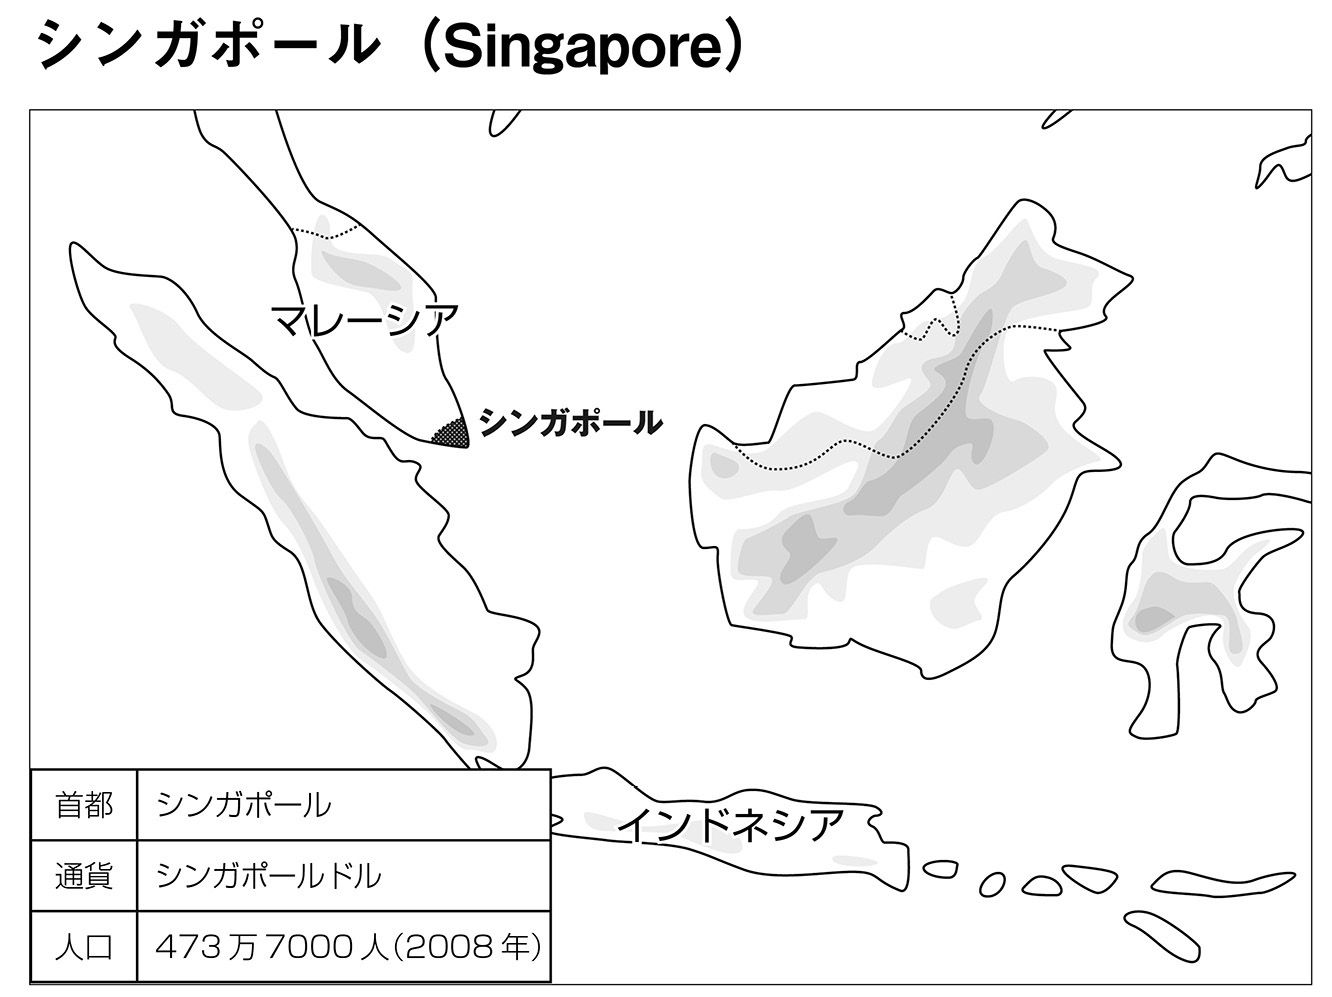 シンガポール（Singapore）
マレーシア
シンガポール
インドネシア
首都 シンガポール
通貨 シンガポールドル
人口 473万7000人（2008年）